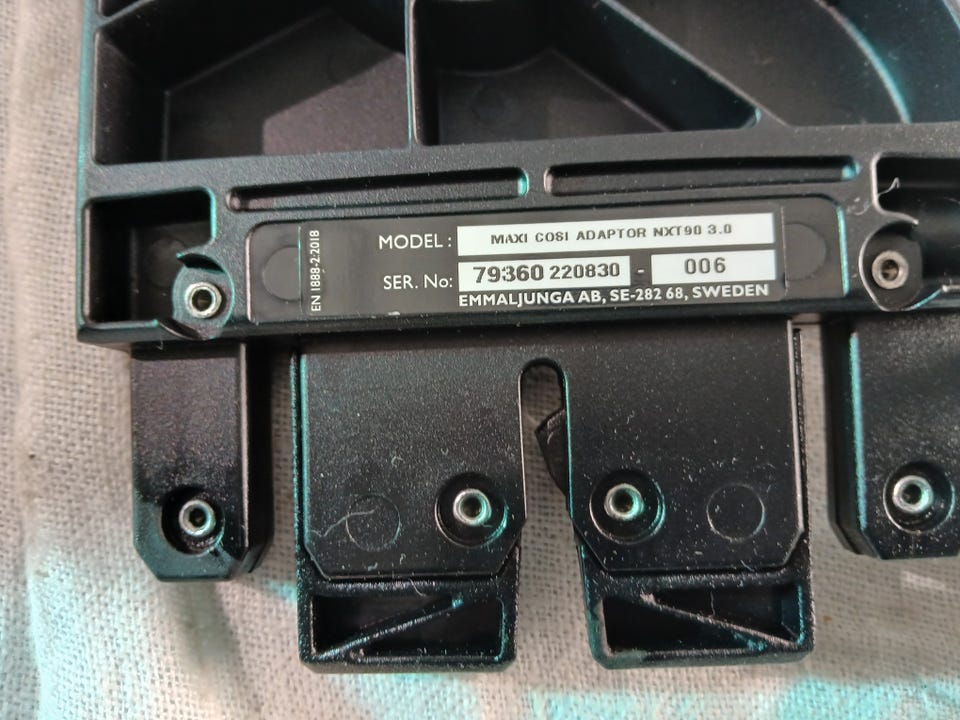 EN 1888-2:2018
MODEL : MAXI COSI ADAPTOR NXT90 3.0
SER. No: 79360 220830 - 006
EMMALJUNGA AB, SE-282 68, SWEDEN